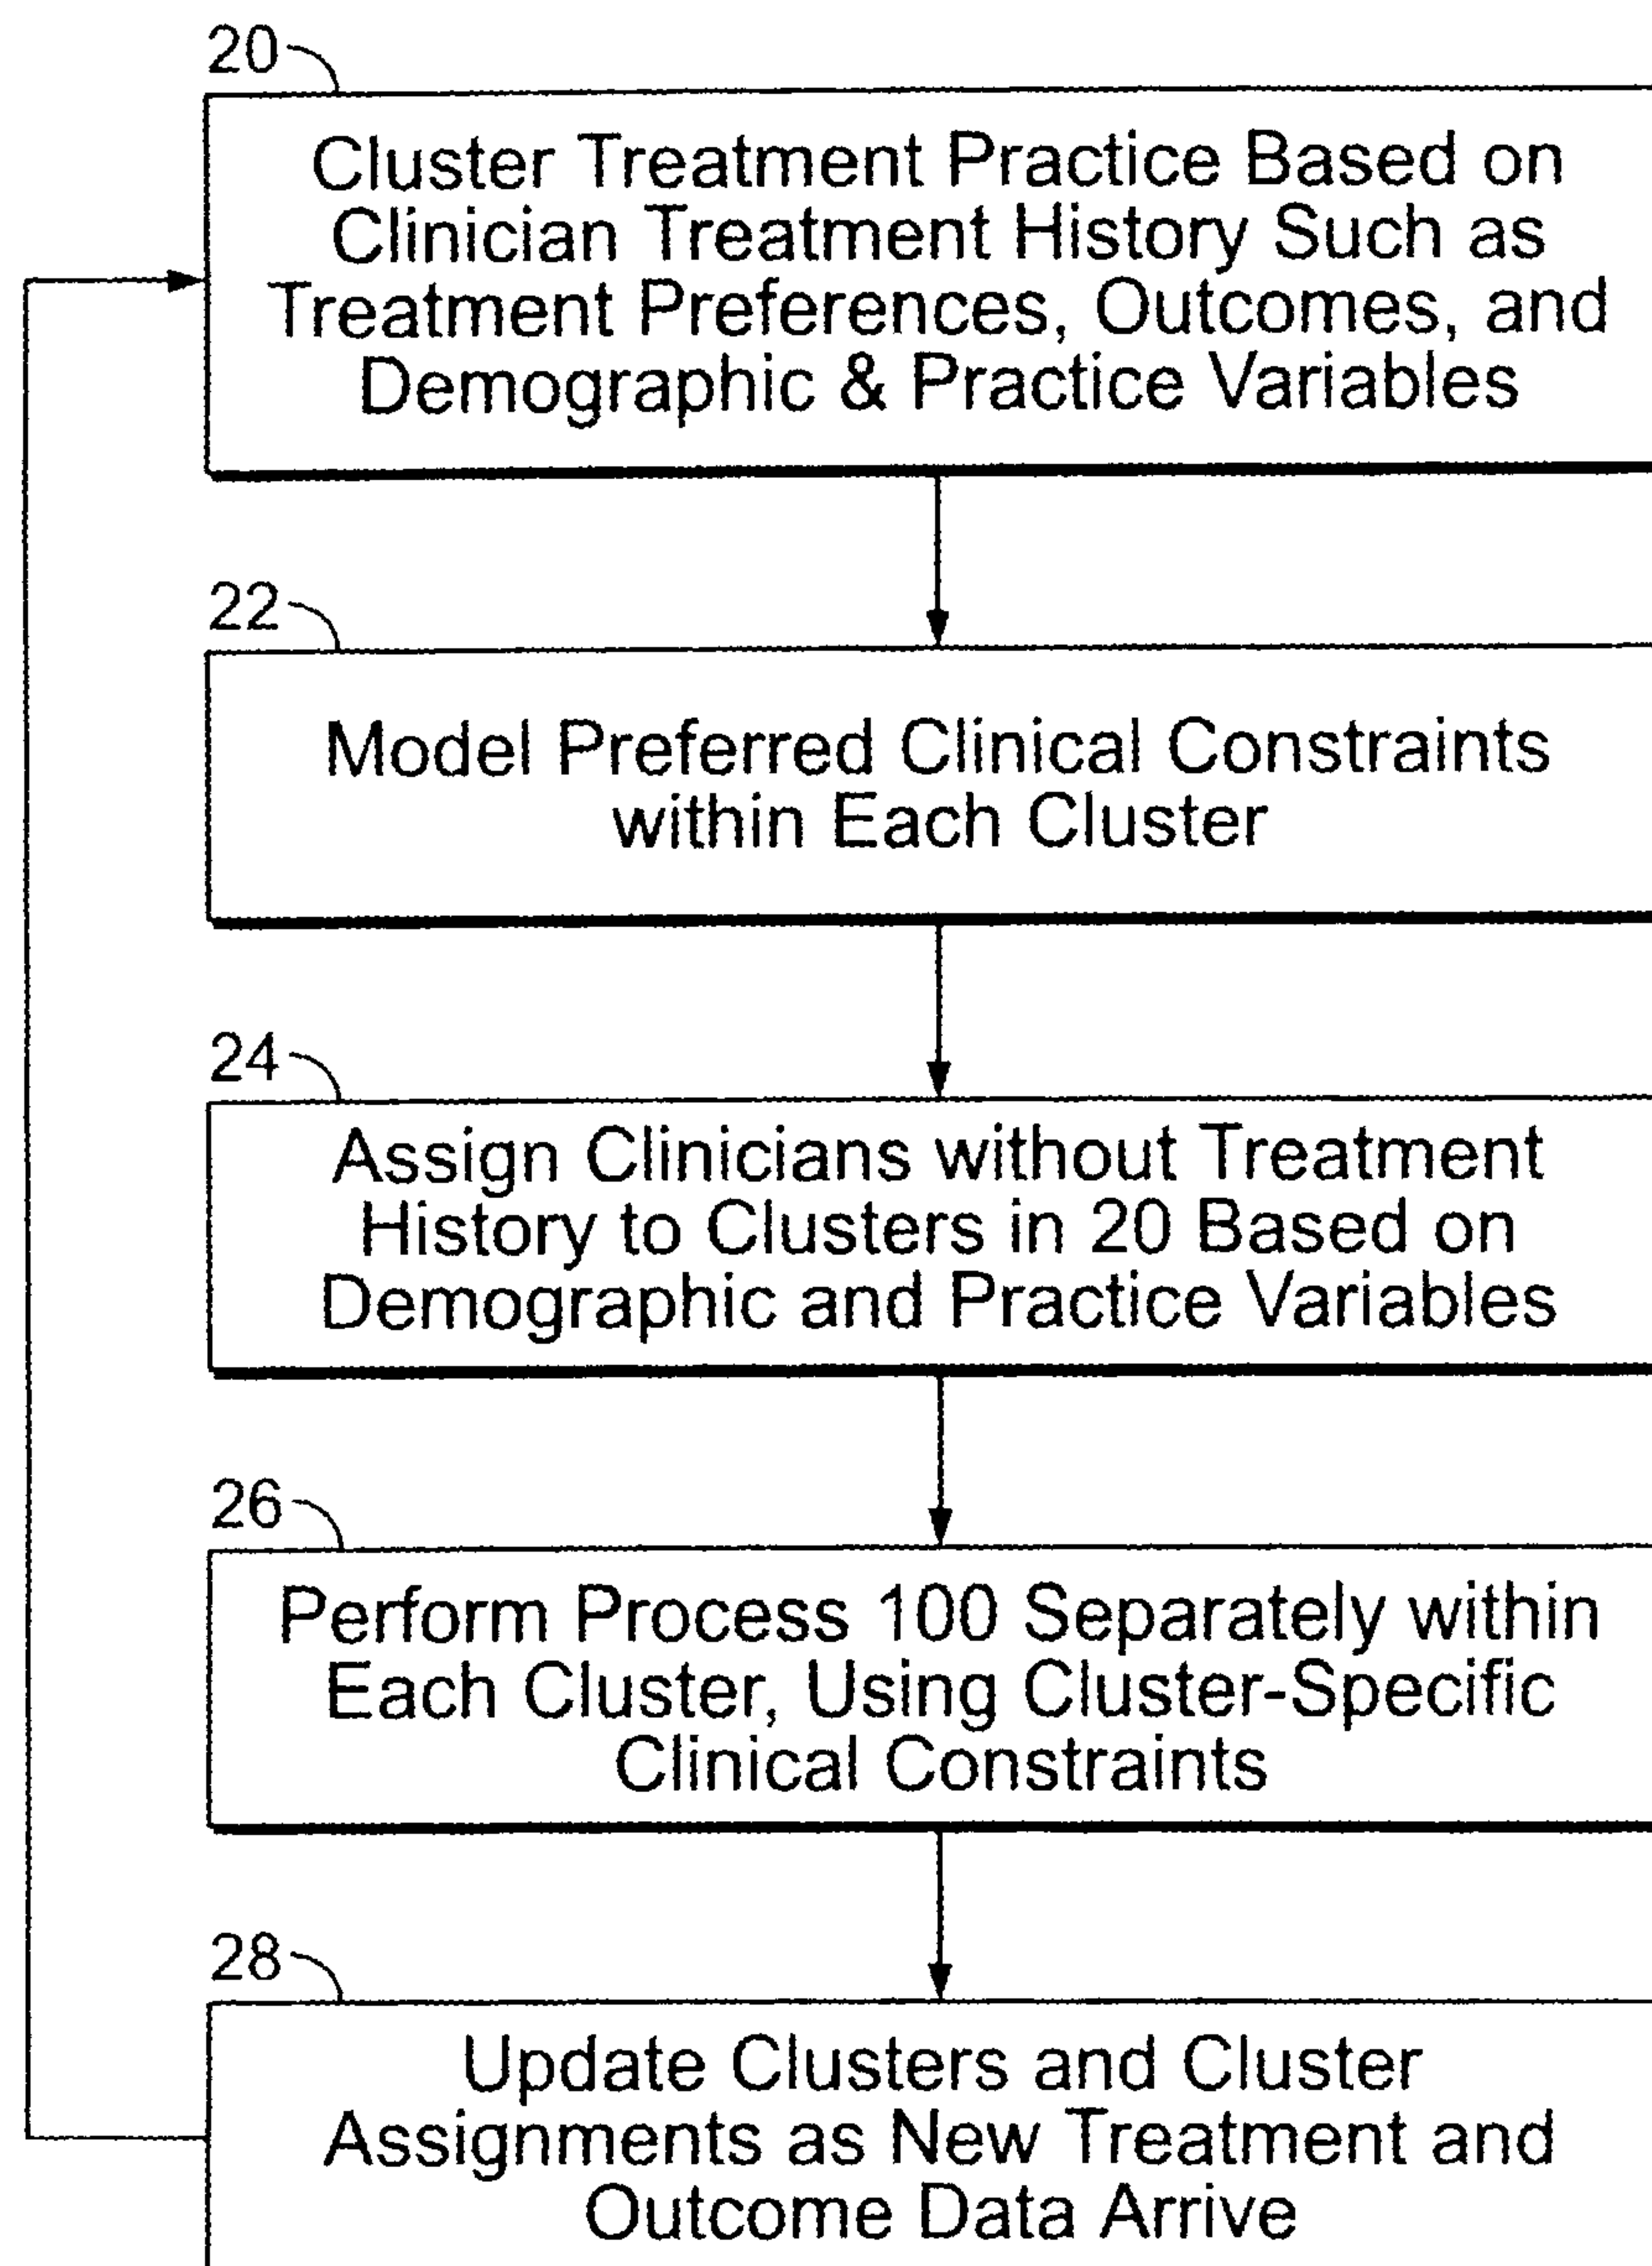 20
Cluster Treatment Practice Based on
Clinician Treatment History Such as
Treatment Preferences, Outcomes, and
Demographic & Practice Variables
22
Model Preferred Clinical Constraints
within Each Cluster
24
Assign Clinicians without Treatment
History to Clusters in 20 Based on
Demographic and Practice Variables
26
Perform Process 100 Separately within
Each Cluster, Using Cluster-Specific
Clinical Constraints
28
Update Clusters and Cluster
Assignments as New Treatment and
Outcome Data Arrive